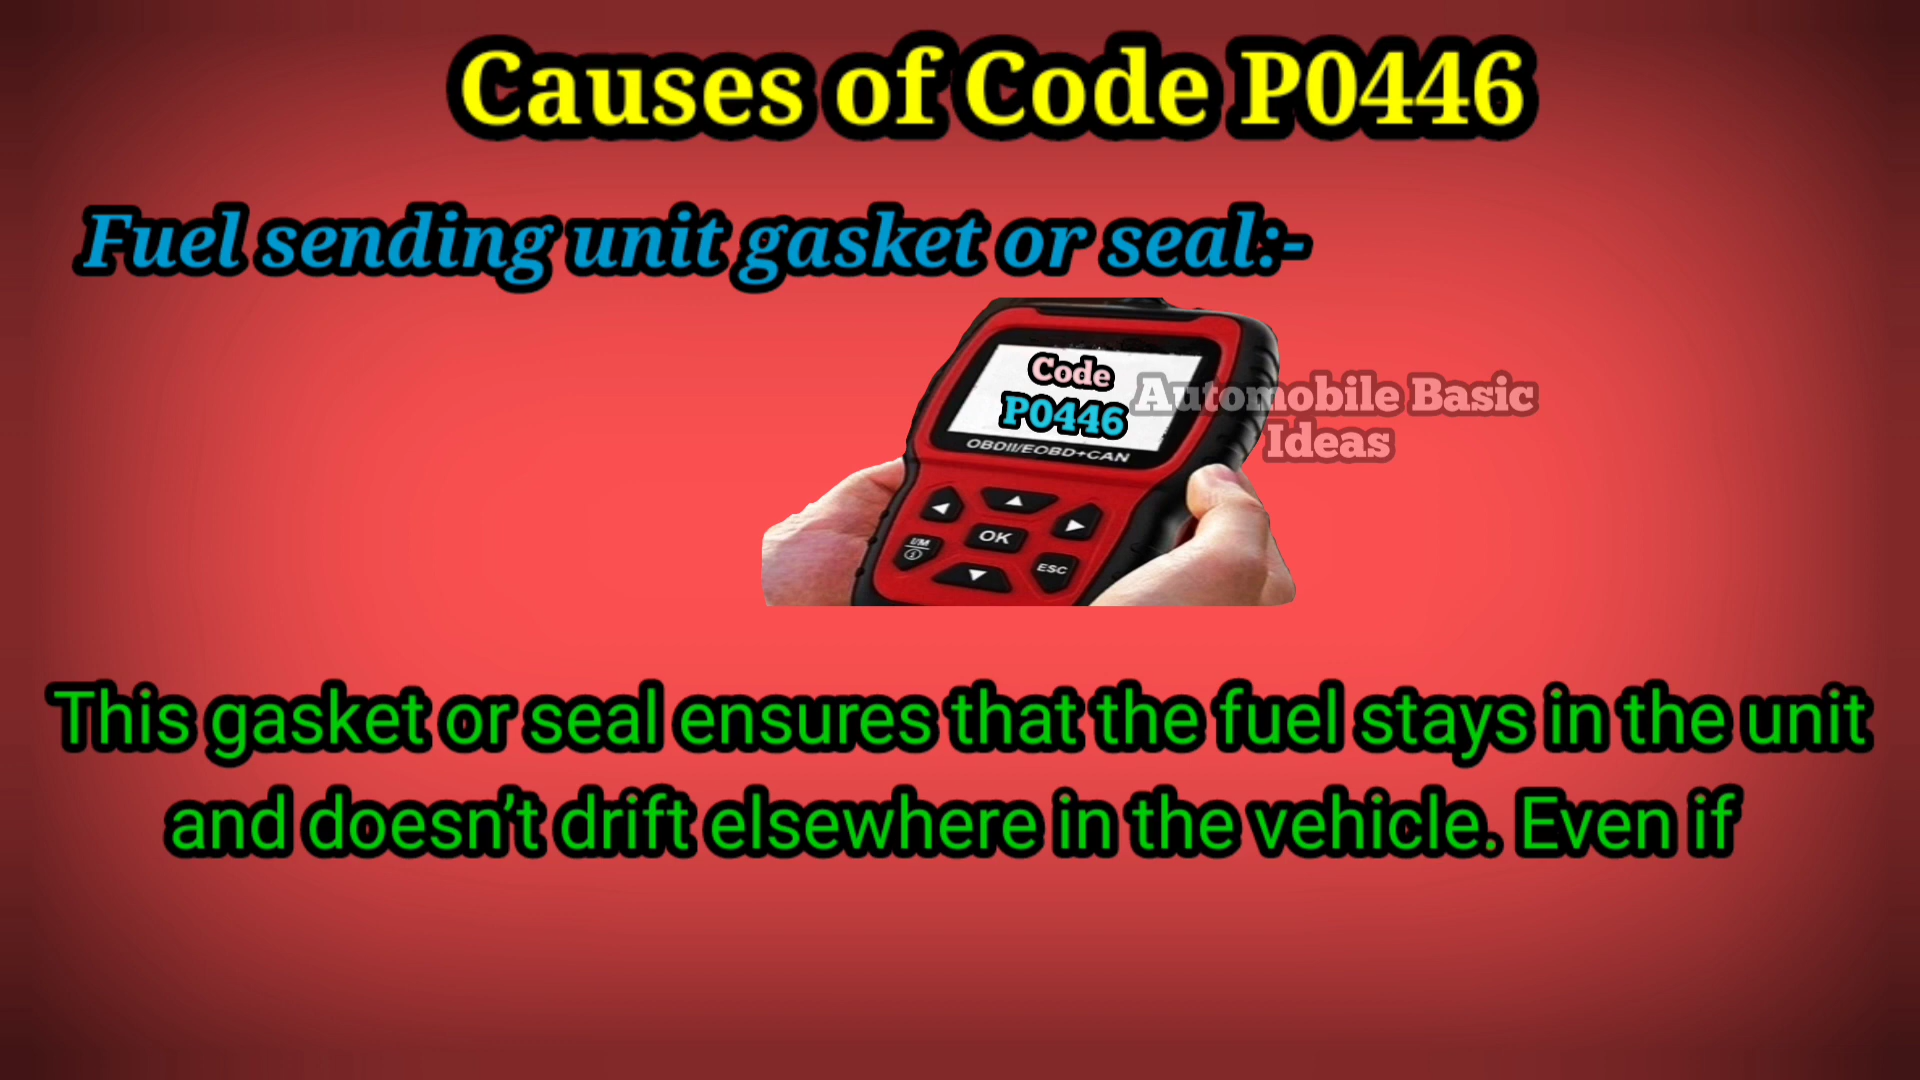 Causes of Code P0446
Fuel sending unit gasket or seal:-
Code
P0446
OBDII/EOBD+CAN
Automobile Basic
Ideas
OK
I/M
ESC
This gasket or seal ensures that the fuel stays in the unit
and doesn’t drift elsewhere in the vehicle. Even if